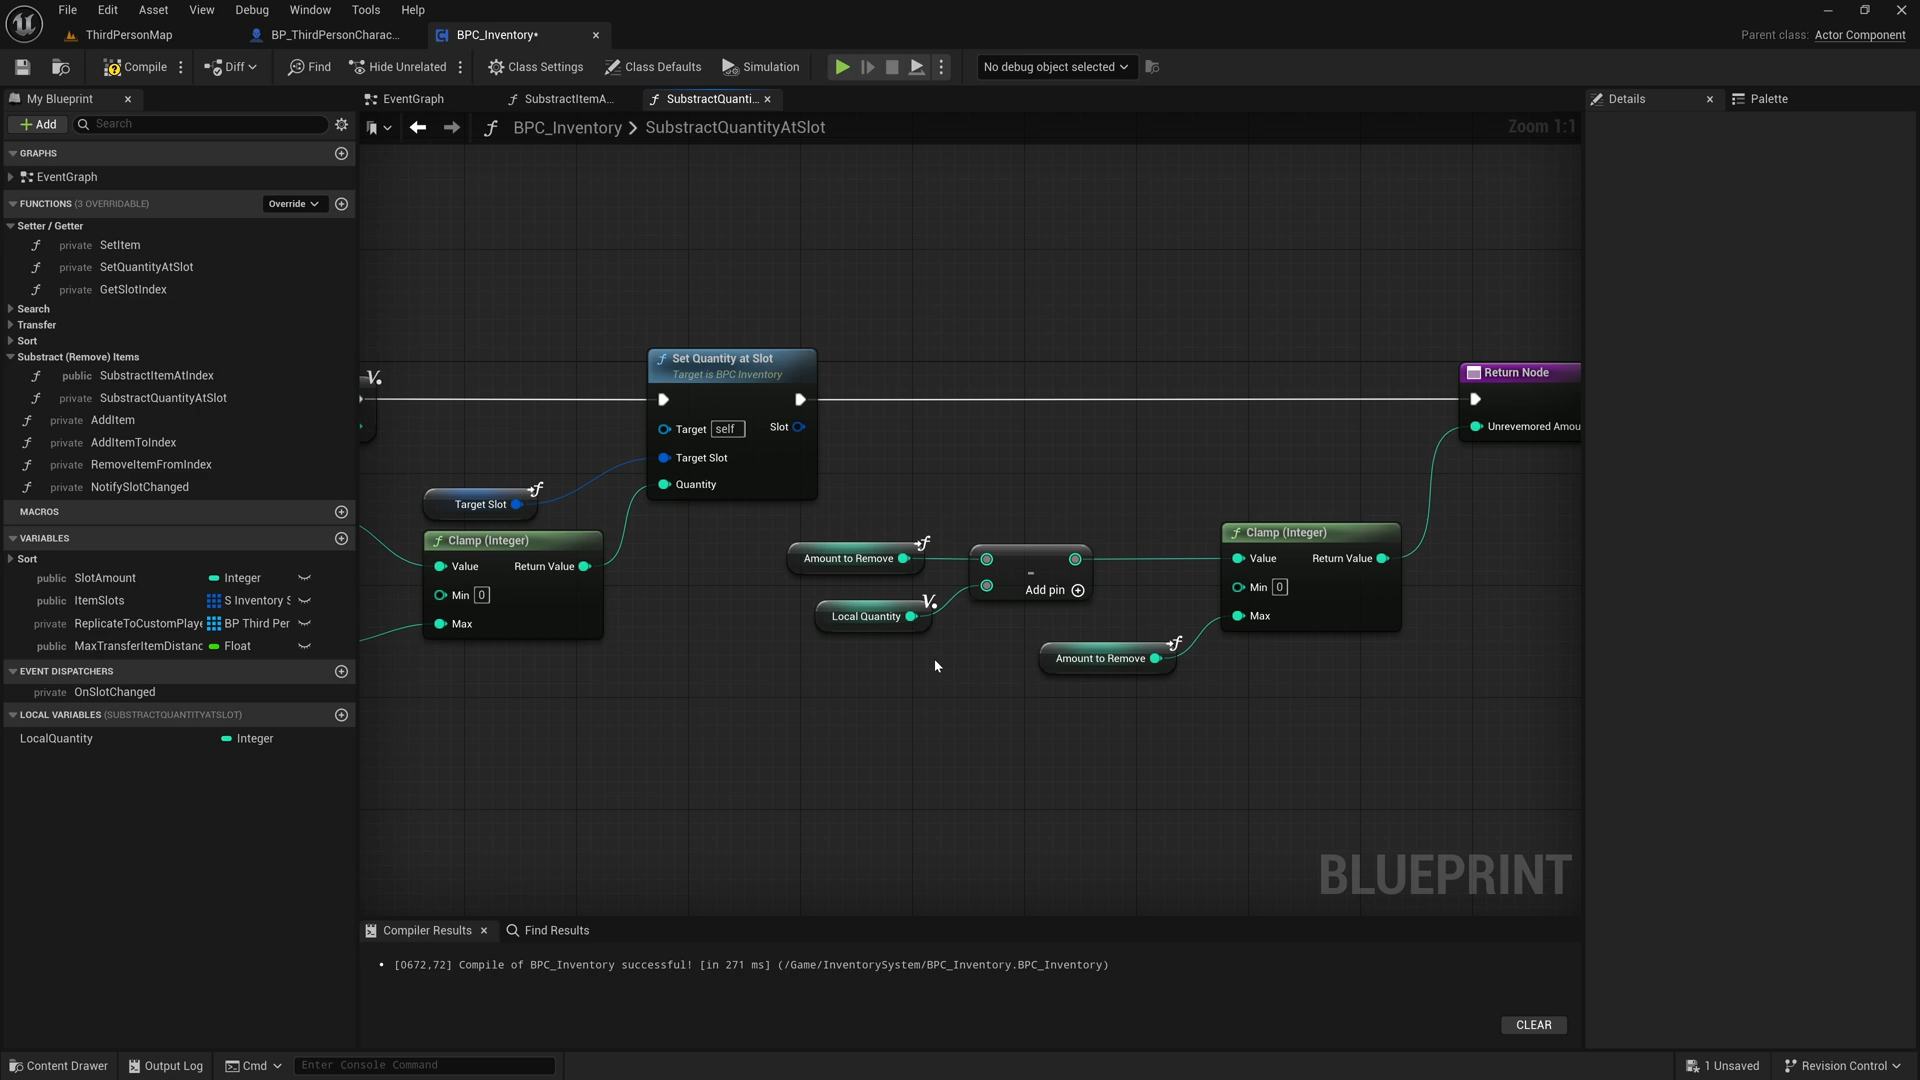 File Edit Asset View Debug Window Tools Help
ThirdPersonMap
BP_ThirdPersonCharac...
BPC_Inventory*
Parent class: Actor Component
Compile
Diff
Find
Hide Unrelated
Class Settings
Class Defaults
Simulation
No debug object selected
My Blueprint
EventGraph
SubstractItemA...
SubstractQuanti...
Details
Palette
Add
Search
BPC_Inventory > SubstractQuantityAtSlot
Zoom 1:1
GRAPHS
EventGraph
FUNCTIONS (3 OVERRIDABLE)
Override
Setter / Getter
private SetItem
private SetQuantityAtSlot
private GetSlotIndex
Search
Transfer
Sort
Substract (Remove) Items
public SubstractItemAtIndex
private SubstractQuantityAtSlot
private AddItem
private AddItemToIndex
private RemoveItemFromIndex
private NotifySlotChanged
MACROS
VARIABLES
Sort
public SlotAmount Integer
public ItemSlots S Inventory S
private ReplicateToCustomPlaye BP Third Per
private MaxTransferItemDistanc Float
EVENT DISPATCHERS
private OnSlotChanged
LOCAL VARIABLES (SUBSTRACTQUANTITYATSLOT)
LocalQuantity Integer
Set Quantity at Slot
Target is BPC Inventory
Target self
Slot
Target Slot
Quantity
Target Slot
Clamp (Integer)
Value
Return Value
Min 0
Max
Amount to Remove
Local Quantity
-
Add pin
Amount to Remove
Clamp (Integer)
Value
Return Value
Min 0
Max
Return Node
Unrevemored Amou
BLUEPRINT
Compiler Results
Find Results
• [0672,72] Compile of BPC_Inventory successful! [in 271 ms] (/Game/InventorySystem/BPC_Inventory.BPC_Inventory)
CLEAR
Content Drawer
Output Log
Cmd
Enter Console Command
1 Unsaved
Revision Control